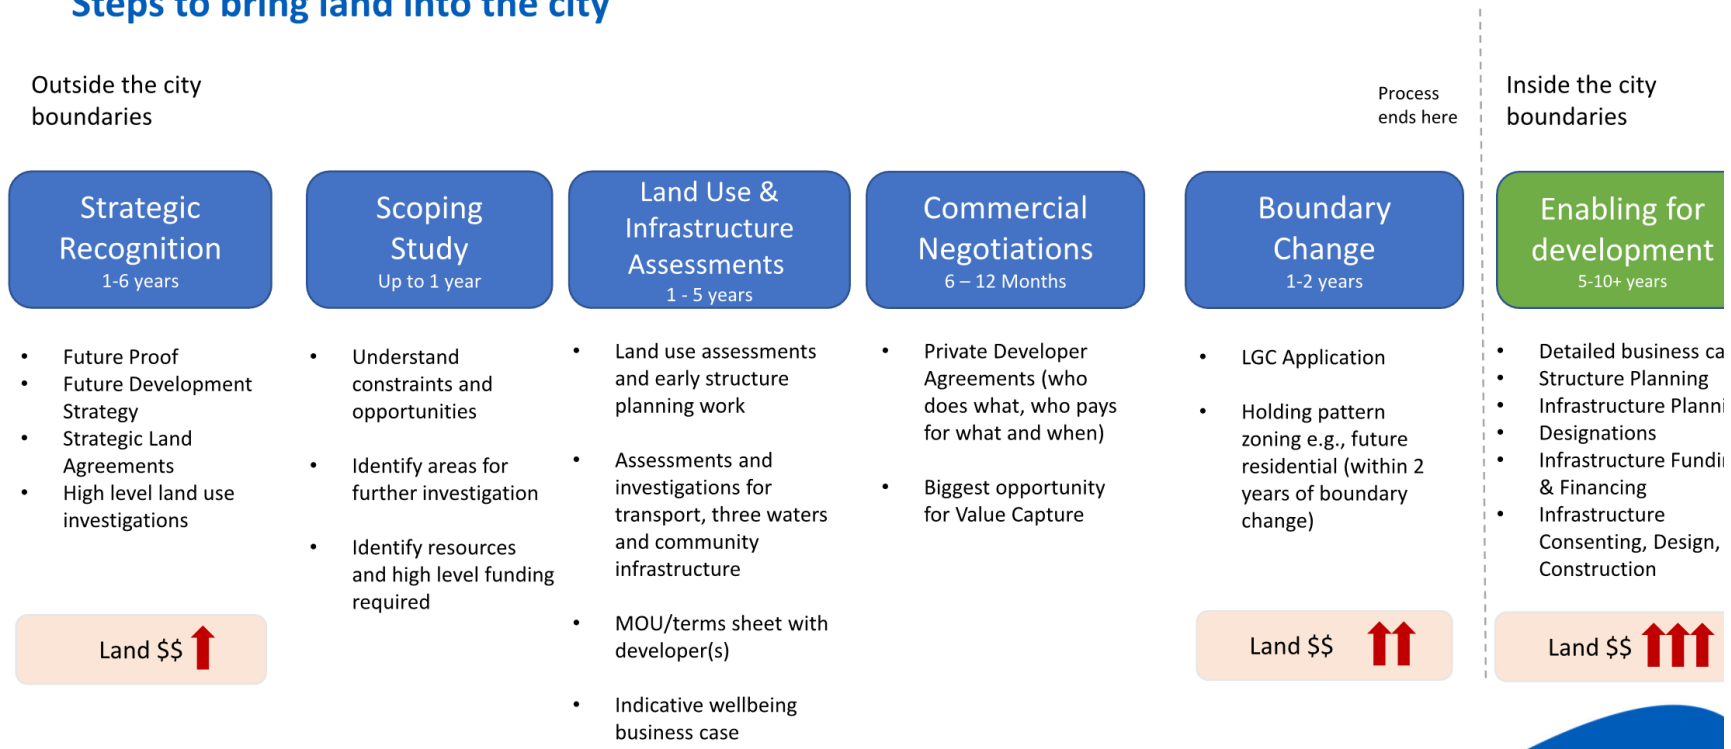 Steps to bring land into the city
Outside the city
boundaries
Process
ends here
Inside the city
boundaries
Strategic
Recognition
1-6 years
Scoping
Study
Up to 1 year
Land Use &
Infrastructure
Assessments
1 - 5 years
Commercial
Negotiations
6 – 12 Months
Boundary
Change
1-2 years
Enabling for
development
5-10+ years
• Future Proof
• Future Development
Strategy
• Strategic Land
Agreements
• High level land use
investigations
Land $$
• Understand
constraints and
opportunities
• Identify areas for
further investigation
• Identify resources
and high level funding
required
• Land use assessments
and early structure
planning work
• Assessments and
investigations for
transport, three waters
and community
infrastructure
• MOU/terms sheet with
developer(s)
• Indicative wellbeing
business case
• Private Developer
Agreements (who
does what, who pays
for what and when)
• Biggest opportunity
for Value Capture
• LGC Application
• Holding pattern
zoning e.g., future
residential (within 2
years of boundary
change)
Land $$
• Detailed business
• Structure Planning
• Infrastructure
• Designations
• Infrastructure
& Financing
• Infrastructure
Consenting, Design,
Construction
Land $$